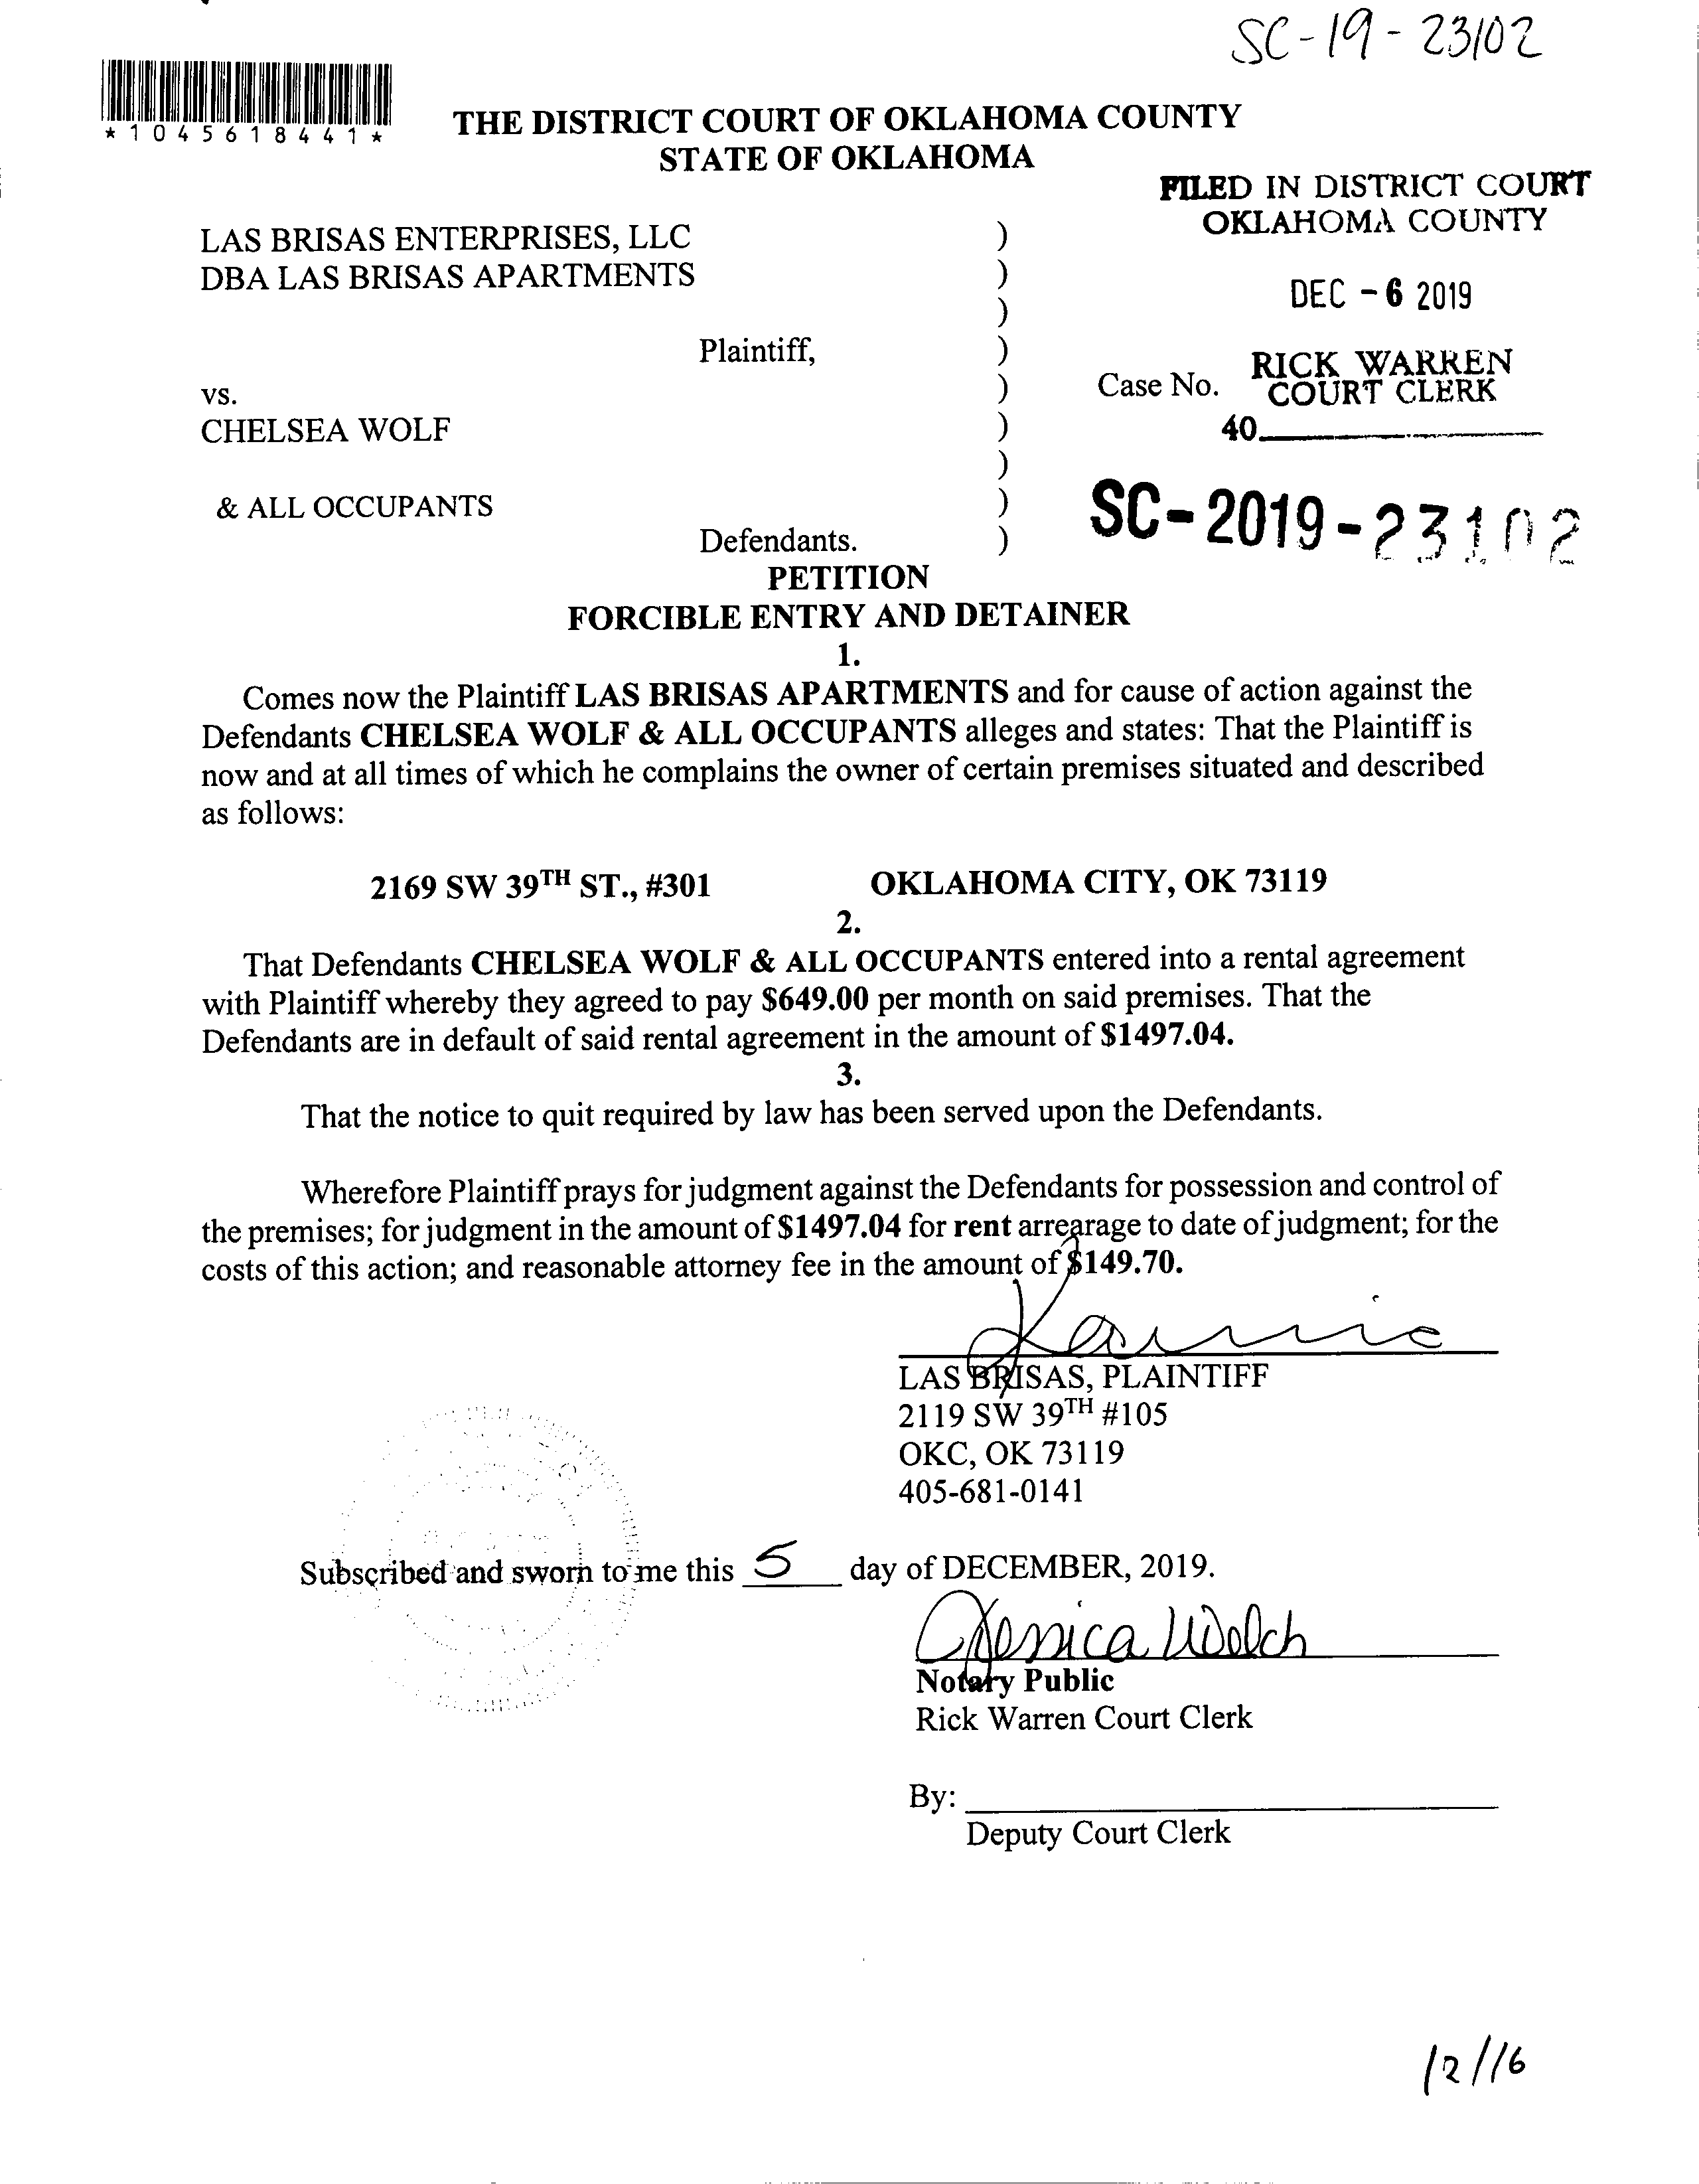 SC-19-23102
*1045618441*
THE DISTRICT COURT OF OKLAHOMA COUNTY
STATE OF OKLAHOMA
FILED IN DISTRICT COURT
OKLAHOMA COUNTY
LAS BRISAS ENTERPRISES, LLC )
DBA LAS BRISAS APARTMENTS )
DEC - 6 2019
)
Plaintiff, )
RICK WARREN
vs. ) Case No. COURT CLERK
CHELSEA WOLF ) 40
)
& ALL OCCUPANTS )
SC-2019-23102
Defendants. )
PETITION
FORCIBLE ENTRY AND DETAINER
1.
Comes now the Plaintiff LAS BRISAS APARTMENTS and for cause of action against the
Defendants CHELSEA WOLF & ALL OCCUPANTS alleges and states: That the Plaintiff is
now and at all times of which he complains the owner of certain premises situated and described
as follows:
2169 SW 39TH ST., #301 OKLAHOMA CITY, OK 73119
2.
That Defendants CHELSEA WOLF & ALL OCCUPANTS entered into a rental agreement
with Plaintiff whereby they agreed to pay $649.00 per month on said premises. That the
Defendants are in default of said rental agreement in the amount of $1497.04.
3.
That the notice to quit required by law has been served upon the Defendants.
Wherefore Plaintiff prays for judgment against the Defendants for possession and control of
the premises; for judgment in the amount of $1497.04 for rent arrearage to date of judgment; for the
costs of this action; and reasonable attorney fee in the amount of $149.70.
LAS BRISAS, PLAINTIFF
2119 SW 39TH #105
OKC, OK 73119
405-681-0141
Subscribed and sworn to me this 5 day of DECEMBER, 2019.
Jessica Welch
Notary Public
Rick Warren Court Clerk
By:
Deputy Court Clerk
12/16